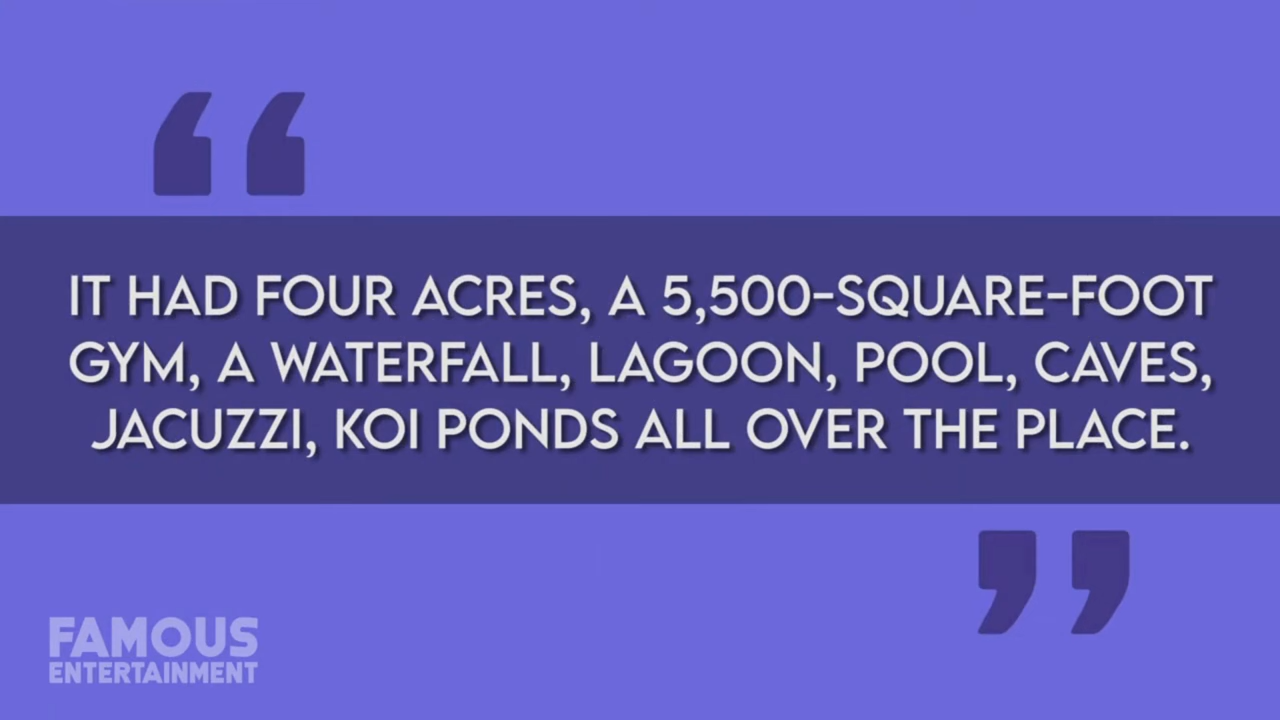 “
IT HAD FOUR ACRES, A 5,500-SQUARE-FOOT
GYM, A WATERFALL, LAGOON, POOL, CAVES,
JACUZZI, KOI PONDS ALL OVER THE PLACE.
”
FAMOUS
ENTERTAINMENT